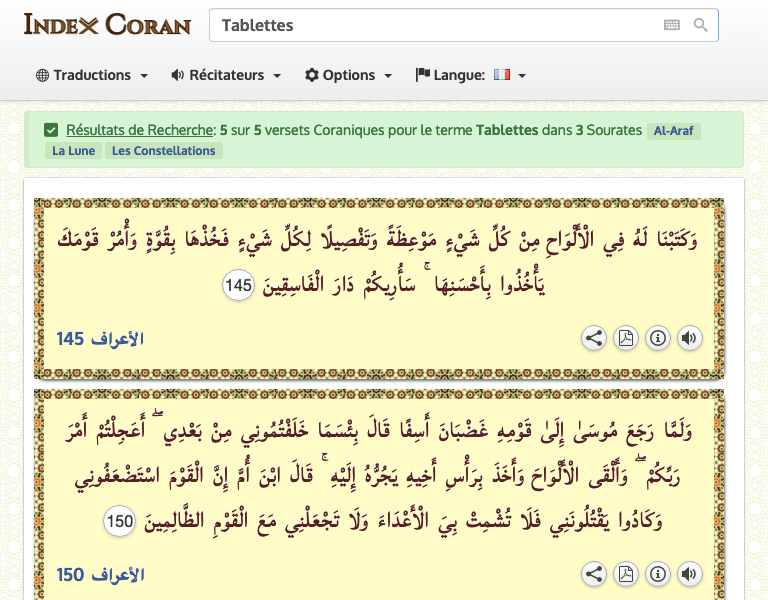 INDEX CORAN
Tablettes
Traductions
Récitateurs
Options
Langue:
Résultats de Recherche: 5 sur 5 versets Coraniques pour le terme Tablettes dans 3 Sourates Al-Araf
La Lune Les Constellations
وَكَتَبْنَا لَهُ فِي الْأَلْوَاحِ مِنْ كُلِّ شَيْءٍ مَوْعِظَةً وَتَفْصِيلًا لِكُلِّ شَيْءٍ فَخُذْهَا بِقُوَّةٍ وَأْمُرْ قَوْمَكَ
يَأْخُذُوا بِأَحْسَنِهَا ۚ سَأُرِيكُمْ دَارَ الْفَاسِقِينَ 145
الأعراف 145
وَلَمَّا رَجَعَ مُوسَىٰ إِلَىٰ قَوْمِهِ غَضْبَانَ أَسِفًا قَالَ بِئْسَمَا خَلَفْتُمُونِي مِنْ بَعْدِي ۖ أَعَجِلْتُمْ أَمْرَ
رَبِّكُمْ ۖ وَأَلْقَى الْأَلْوَاحَ وَأَخَذَ بِرَأْسِ أَخِيهِ يَجُرُّهُ إِلَيْهِ ۚ قَالَ ابْنَ أُمَّ إِنَّ الْقَوْمَ اسْتَضْعَفُونِي
وَكَادُوا يَقْتُلُونَنِي فَلَا تُشْمِتْ بِيَ الْأَعْدَاءَ وَلَا تَجْعَلْنِي مَعَ الْقَوْمِ الظَّالِمِينَ 150
الأعراف 150